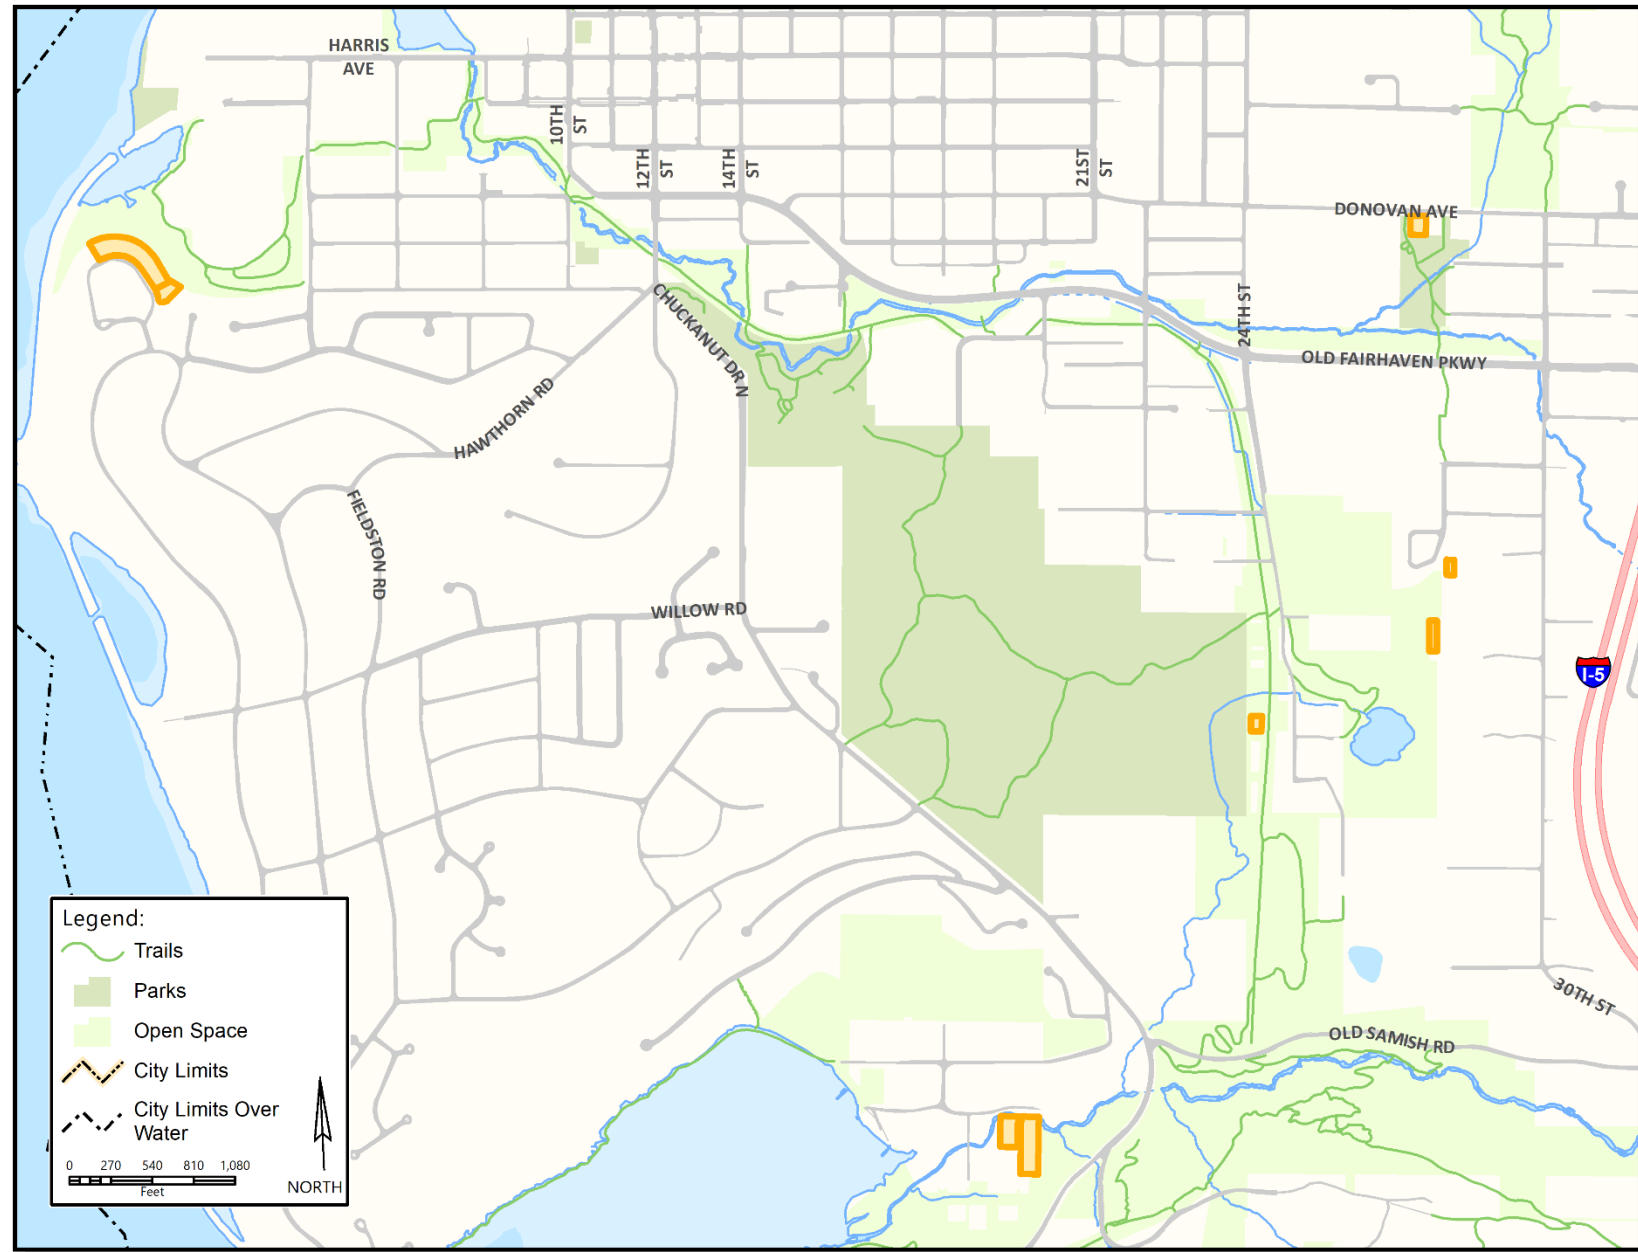 HARRIS
AVE
10TH
ST
12TH
ST
14TH
ST
21ST
ST
DONOVAN AVE
24TH ST
CHUCKANUT DR N
OLD FAIRHAVEN PKWY
HAWTHORN RD
FIELDSTON RD
WILLOW RD
I-5
30TH ST
OLD SAMISH RD
Legend:
Trails
Parks
Open Space
City Limits
City Limits Over
Water
0 270 540 810 1,080
Feet
NORTH